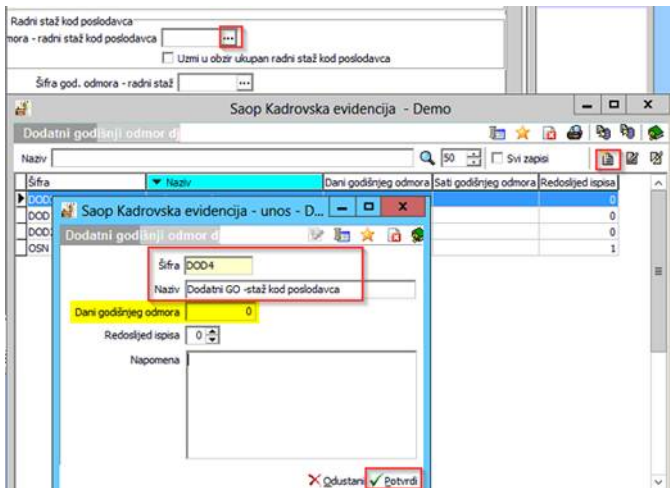 Radni staž kod poslodavca
mora - radni staž kod poslodavca ...
Uzmi u obzir ukupan radni staž kod poslodavca
Šifra god. odmora - radni staž ...
Saop Kadrovska evidencija - Demo
Dodatni godišnji odmor d
Naziv 50 Svi zapisi
Šifra Naziv Dani godišnjeg odmora Sati godišnjeg odmora Redoslijed ispisa
DOD 0
DOD 0
DOD 0
OSN 1
Saop Kadrovska evidencija - unos - D...
Dodatni godišnji odmor d
Šifra DOD4
Naziv Dodatni GO -staž kod poslodavca
Dani godišnjeg odmora 0
Redoslijed ispisa 0
Napomena
Odustani Potvrdi